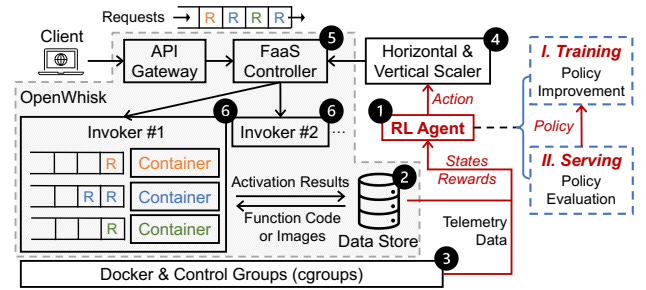 Requests
R R R R
Client
API
Gateway
FaaS
Controller
5
Horizontal &
Vertical Scaler
4
I. Training
Policy
Improvement
OpenWhisk
Action
1
RL Agent
Policy
II. Serving
Policy
Evaluation
6
Invoker #1
6
Invoker #2
...
R
Container
R R
Container
R
Container
Activation Results
Function Code
or Images
2
Data Store
States
Rewards
Telemetry
Data
3
Docker & Control Groups (cgroups)